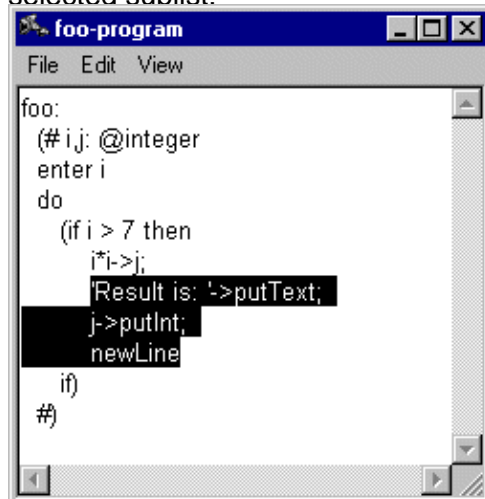 selected sublist.
foo-program
File Edit View
foo:
(# i,j: @integer
enter i
do
(if i > 7 then
i*i->j;
'Result is: '->putText;
j->putInt;
newLine
if)
#)